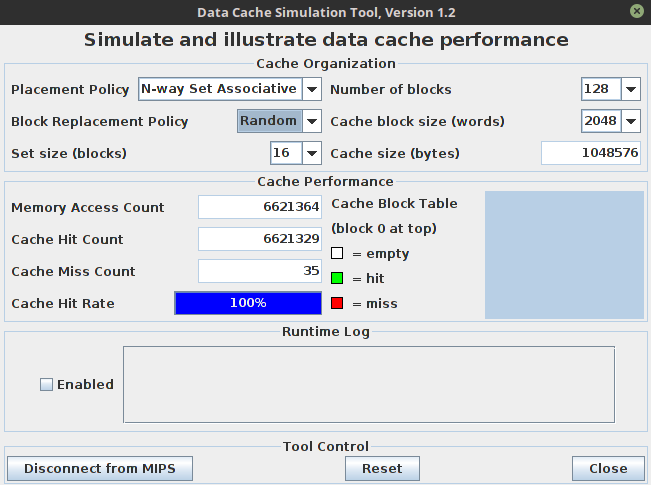 Data Cache Simulation Tool, Version 1.2
Simulate and illustrate data cache performance
Cache Organization
Placement Policy N-way Set Associative Number of blocks 128
Block Replacement Policy Random Cache block size (words) 2048
Set size (blocks) 16 Cache size (bytes) 1048576
Cache Performance
Memory Access Count 6621364 Cache Block Table
(block 0 at top)
Cache Hit Count 6621329
= empty
Cache Miss Count 35
= hit
Cache Hit Rate 100% = miss
Runtime Log
Enabled
Tool Control
Disconnect from MIPS Reset Close